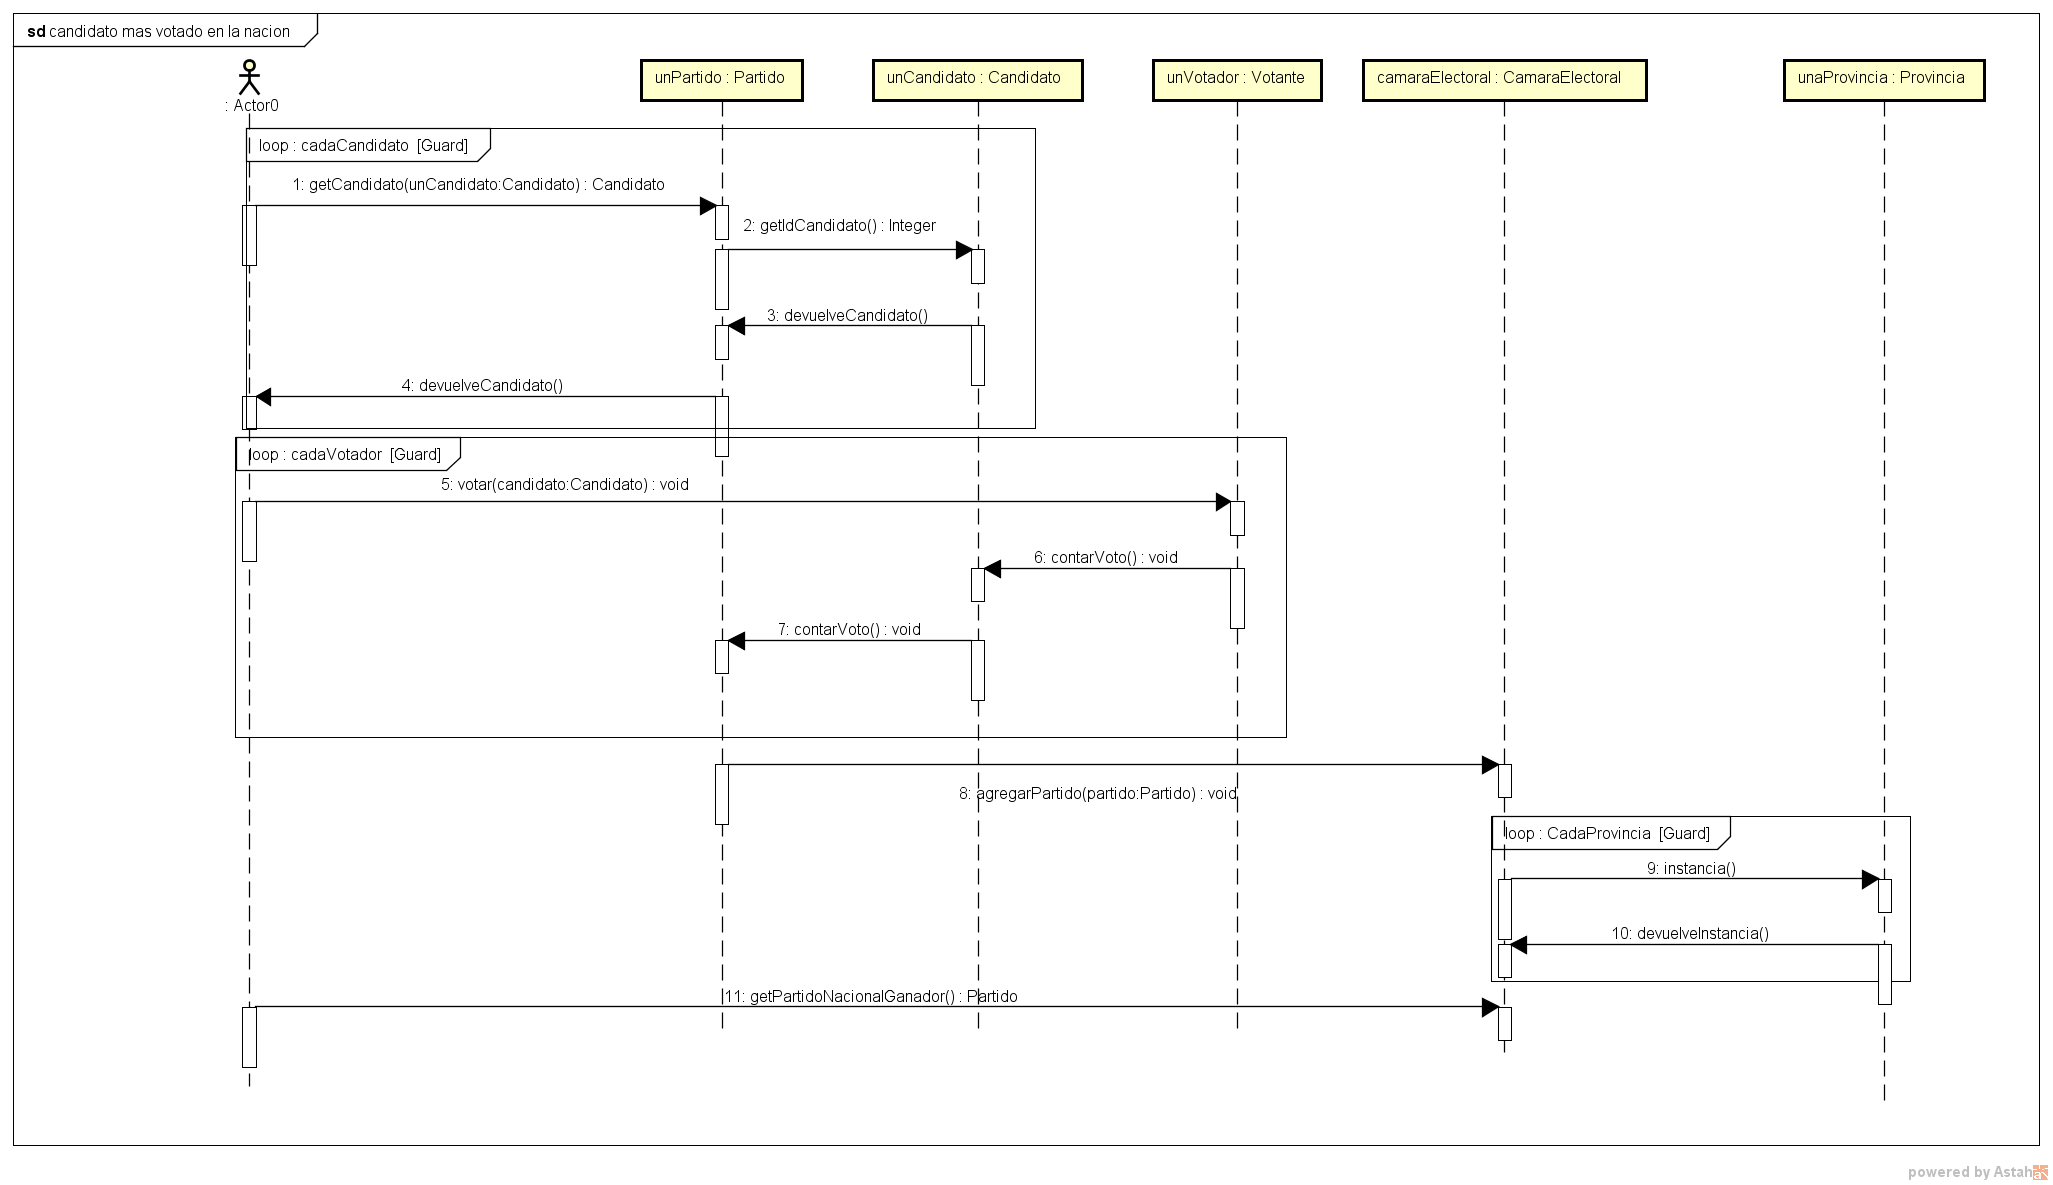 sd candidato mas votado en la nacion
: Actor0
unPartido : Partido
unCandidato : Candidato
unVotador : Votante
camaraElectoral : CamaraElectoral
unaProvincia : Provincia
loop : cadaCandidato [Guard]
1: getCandidato(unCandidato:Candidato) : Candidato
2: getIdCandidato() : Integer
3: devuelveCandidato()
4: devuelveCandidato()
loop : cadaVotador [Guard]
5: votar(candidato:Candidato) : void
6: contarVoto() : void
7: contarVoto() : void
8: agregarPartido(partido:Partido) : void
loop : CadaProvincia [Guard]
9: instancia()
10: devuelveInstancia()
11: getPartidoNacionalGanador() : Partido
powered by Astah